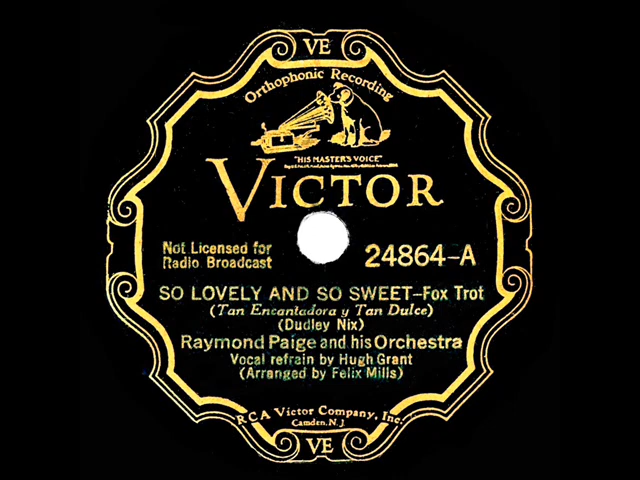 VE
Orthophonic Recording
"HIS MASTER'S VOICE"
VICTOR
Not Licensed for
Radio Broadcast
24864-A
SO LOVELY AND SO SWEET-Fox Trot
(Tan Encantadora y Tan Dulce)
(Dudley Nix)
Raymond Paige and his Orchestra
Vocal refrain by Hugh Grant
(Arranged by Felix Mills)
RCA Victor Company, Inc.
Camden, N.J.
VE